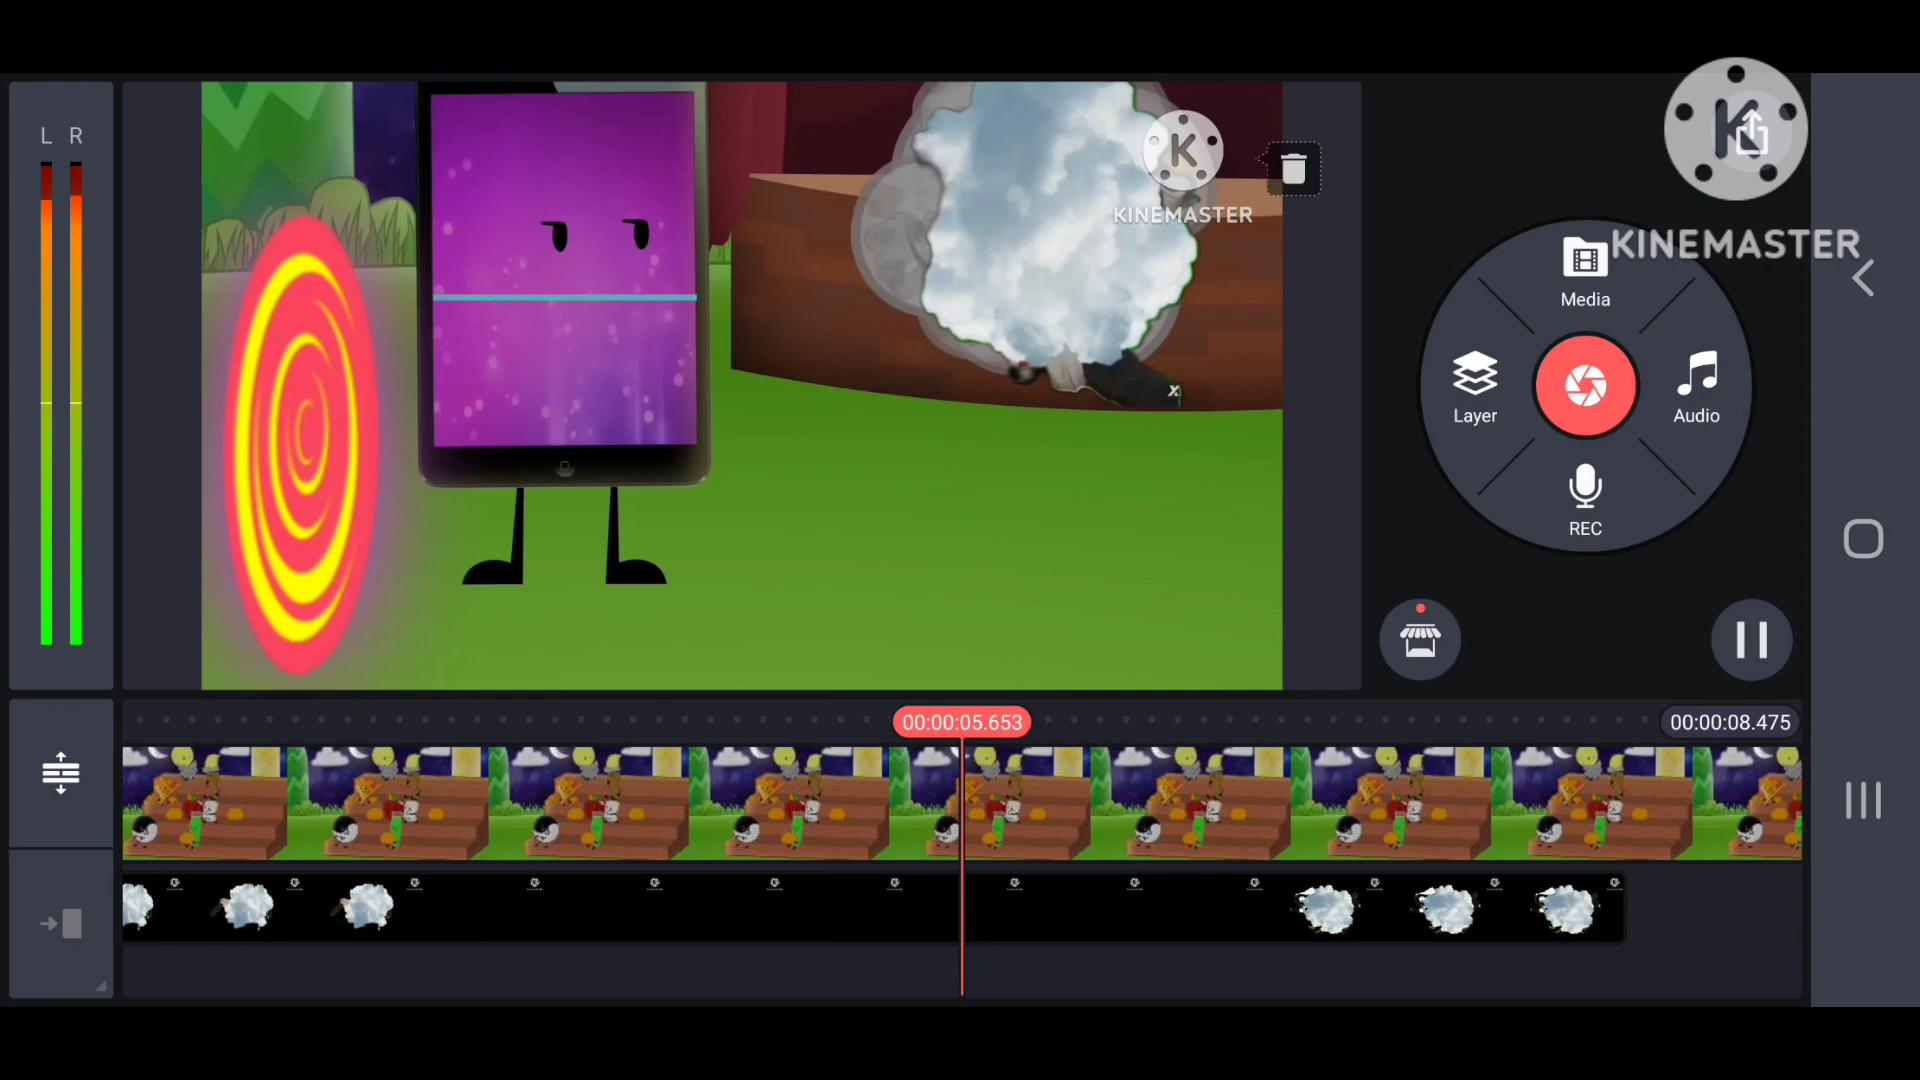 L R
K
KINEMASTER
K
KINEMASTER
Media
Layer
Audio
REC
X
00:00:05.653
00:00:08.475